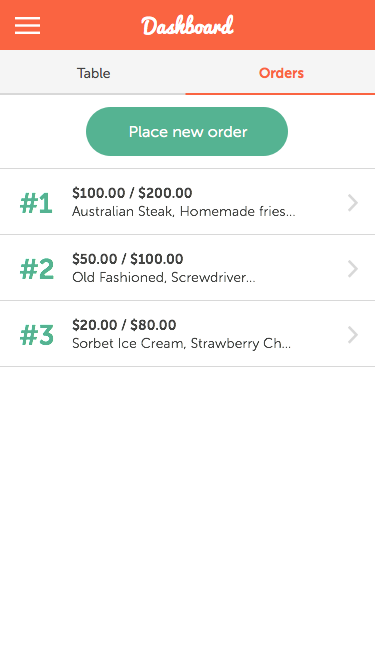 Dashboard
Table
Orders
Place new order
#1
$100.00 / $200.00
Australian Steak, Homemade fries...
#2
$50.00 / $100.00
Old Fashioned, Screwdriver...
#3
$20.00 / $80.00
Sorbet Ice Cream, Strawberry Ch...